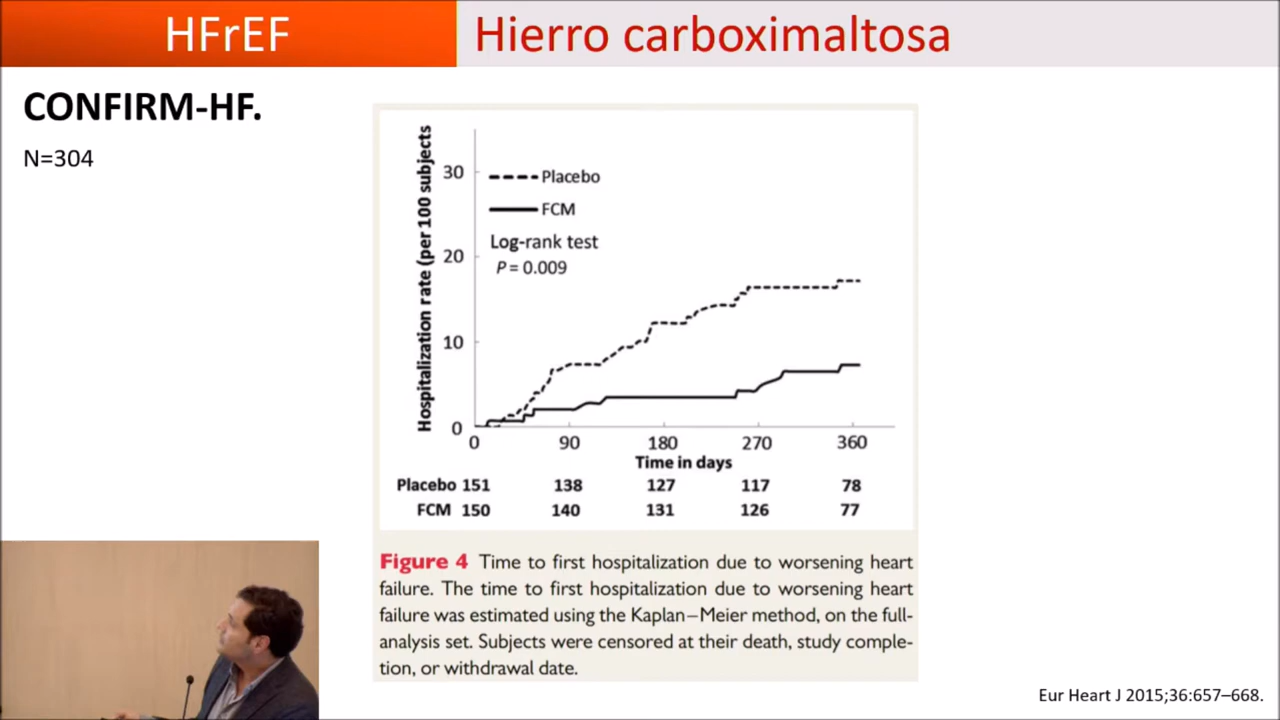 HFrEF
Hierro carboximaltosa
CONFIRM-HF.
N=304
Hospitalization rate (per 100 subjects
30
20
10
0
Placebo
FCM
Log-rank test
P = 0.009
0 90 180 270 360
Time in days
Placebo 151 138 127 117 78
FCM 150 140 131 126 77
Figure 4 Time to first hospitalization due to worsening heart
failure. The time to first hospitalization due to worsening heart
failure was estimated using the Kaplan–Meier method, on the full-
analysis set. Subjects were censored at their death, study comple-
tion, or withdrawal date.
Eur Heart J 2015;36:657–668.